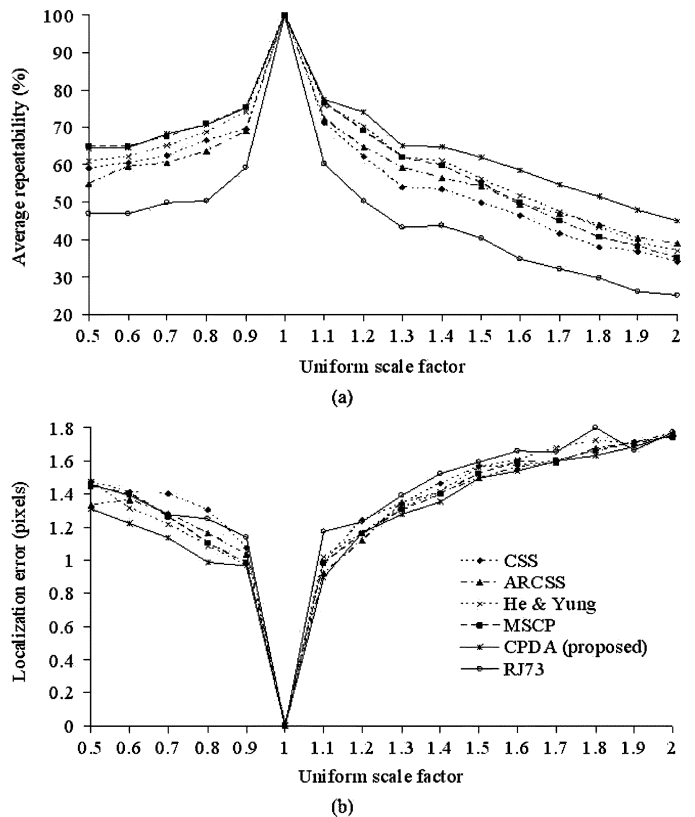 100
90
80
70
60
50
40
30
20
Average repeatability (%)
0.5 0.6 0.7 0.8 0.9 1 1.1 1.2 1.3 1.4 1.5 1.6 1.7 1.8 1.9 2
Uniform scale factor
(a)
1.8
1.6
1.4
1.2
1
0.8
0.6
0.4
0.2
0
Localization error (pixels)
CSS
ARCSS
He & Yung
MSCP
CPDA (proposed)
RJ73
0.5 0.6 0.7 0.8 0.9 1 1.1 1.2 1.3 1.4 1.5 1.6 1.7 1.8 1.9 2
Uniform scale factor
(b)